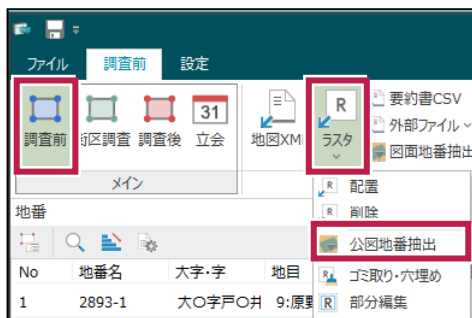 ファイル 調査前 設定
調査前 街区調査 調査後 31 立会 地図XM R ラスタ 要約書CSV
外部ファイル
図面地番抽出
メイン
R 配置
地番 R 削除
公図地番抽出
No 地番名 大字・字 地目 R ゴミ取り・穴埋め
1 2893-1 大〇字戸〇井 9:原野 R 部分編集